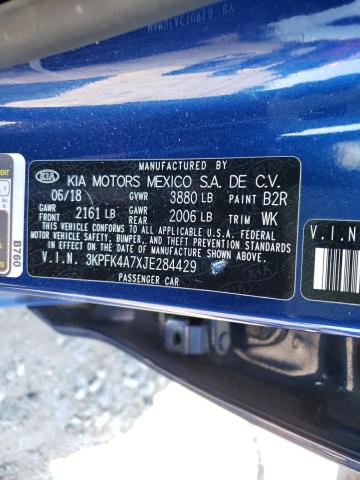 MANUFACTURED BY
KIA KIA MOTORS MEXICO S.A. DE C.V.
06/18 GVWR 3880 LB PAINT B2R
GAWR FRONT 2161 LB GAWR REAR 2006 LB TRIM WK
THIS VEHICLE CONFORMS TO ALL APPLICABLE U.S.A. FEDERAL
MOTOR VEHICLE SAFETY, BUMPER, AND THEFT PREVENTION
STANDARDS IN EFFECT ON THE DATE OF MANUFACTURE
SHOWN ABOVE.
V.I.N. 3KPFK4A7XJE284429
PASSENGER CAR
B760
V.I.N.